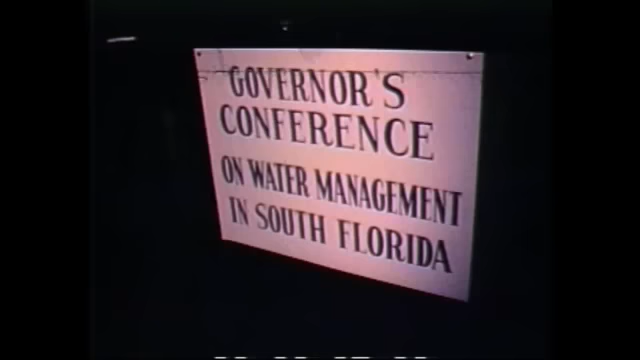 GOVERNOR'S
CONFERENCE
ON WATER MANAGEMENT
IN SOUTH FLORIDA